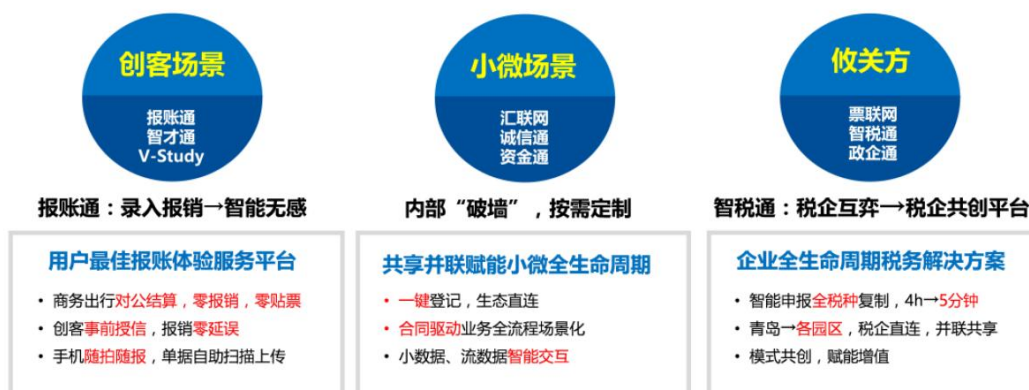 创客场景
报账通
智才通
V-Study
报账通：录入报销→智能无感
用户最佳报账体验服务平台
• 商务出行对公结算，零报销，零贴票
• 创客事前授信，报销零延误
• 手机随拍随报，单据自助扫描上传
小微场景
汇联网
诚信通
资金通
内部“破墙”，按需定制
共享并联赋能小微全生命周期
• 一键登记，生态直连
• 合同驱动业务全流程场景化
• 小数据、流数据智能交互
攸关方
票联网
智税通
政企通
智税通：税企互弈→税企共创平台
企业全生命周期税务解决方案
• 智能申报全税种复制，4h→5分钟
• 青岛→各园区，税企直连，并联共享
• 模式共创，赋能增值